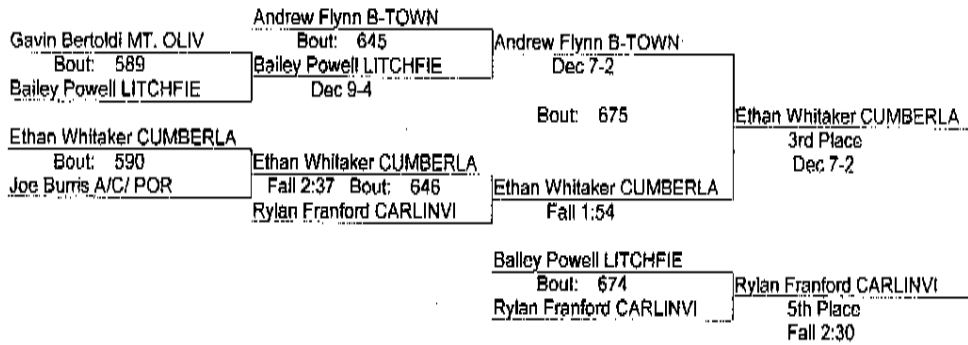 Andrew Flynn B-TOWN
Gavin Bertoldi MT. OLIV
Bout: 645
Andrew Flynn B-TOWN
Bout: 589
Bailey Powell LITCHFIE
Dec 7-2
Bailey Powell LITCHFIE
Dec 9-4
Bout: 675
Ethan Whitaker CUMBERLA
3rd Place
Dec 7-2
Ethan Whitaker CUMBERLA
Bout: 590
Ethan Whitaker CUMBERLA
Joe Burris A/C/ POR
Fall 2:37 Bout: 646
Ethan Whitaker CUMBERLA
Rylan Franford CARLINVI
Fall 1:54
Bailey Powell LITCHFIE
Bout: 674
Rylan Franford CARLINVI
Rylan Franford CARLINVI
5th Place
Fall 2:30